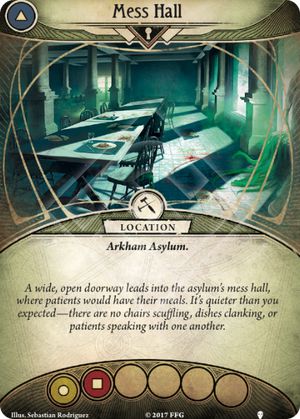 Mess Hall
LOCATION
Arkham Asylum.
A wide, open doorway leads into the asylum's mess hall,
where patients would have their meals. It's quieter than you
expected—there are no chairs scuffling, dishes clanking, or
patients speaking with one another.
Illus. Sebastian Rodriguez
© 2017 FFG